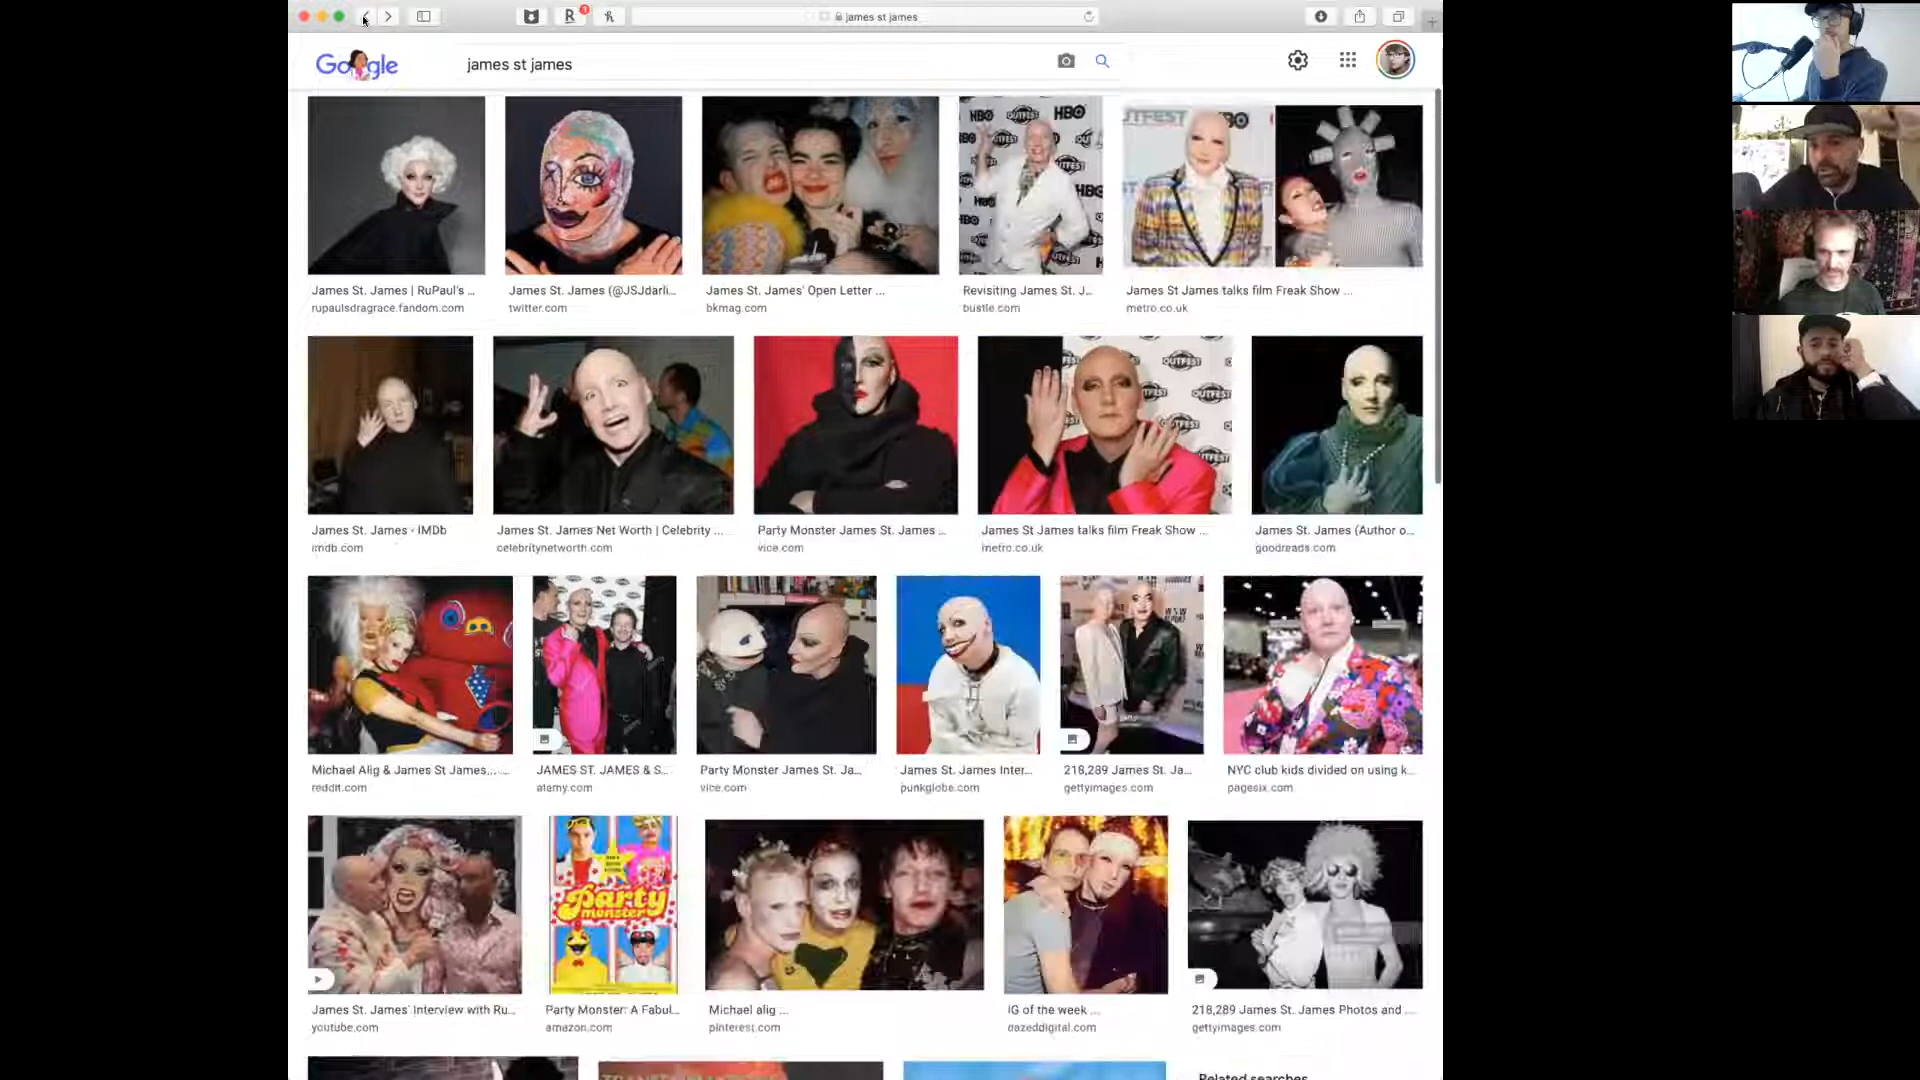 james st james
Google
james st james
James St. James | RuPaul's ...
rupaulsdragrace.fandom.com
James St. James (@JSJdarli...
twitter.com
James St. James' Open Letter ...
bkmag.com
Revisiting James St. J...
bustle.com
James St James talks film Freak Show ...
metro.co.uk
James St. James - IMDb
imdb.com
James St. James Net Worth | Celebrity ...
celebritynetworth.com
Party Monster James St. James ...
vice.com
James St James talks film Freak Show ...
metro.co.uk
James St. James (Author o...
goodreads.com
Michael Alig & James St James...
reddit.com
JAMES ST. JAMES & S...
alamy.com
Party Monster James St. Ja...
vice.com
James St. James Inter...
punkglobe.com
218,289 James St. Ja...
gettyimages.com
NYC club kids divided on using k...
pagesix.com
James St. James' Interview with Ru...
youtube.com
Party Monster: A Fabul...
amazon.com
Michael alig ...
pinterest.com
IG of the week ...
dazeddigital.com
218,289 James St. James Photos and ...
gettyimages.com
HBO
OUTFEST
HBO
Party
monster
Related searches